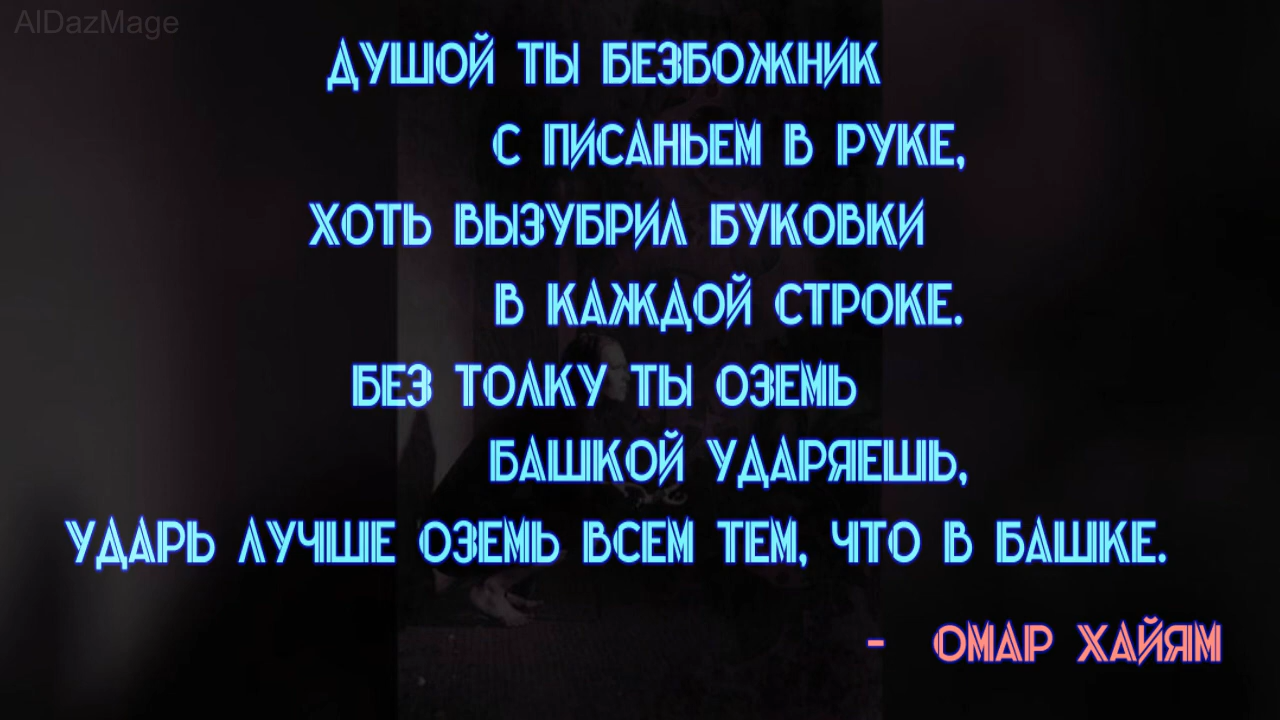 AlDazMage
ДУШОЙ ТЫ БЕЗБОЖНИК
С ПИСАНЬЕМ В РУКЕ,
ХОТЬ ВЫЗУБРИЛ БУКОВКИ
В КАЖДОЙ СТРОКЕ.
БЕЗ ТОЛКУ ТЫ ОЗЕМЬ
БАШКОЙ УДАРЯЕШЬ,
УДАРЬ ЛУЧШЕ ОЗЕМЬ ВСЕМ ТЕМ, ЧТО В БАШКЕ.
- ОМАР ХАЙЯМ